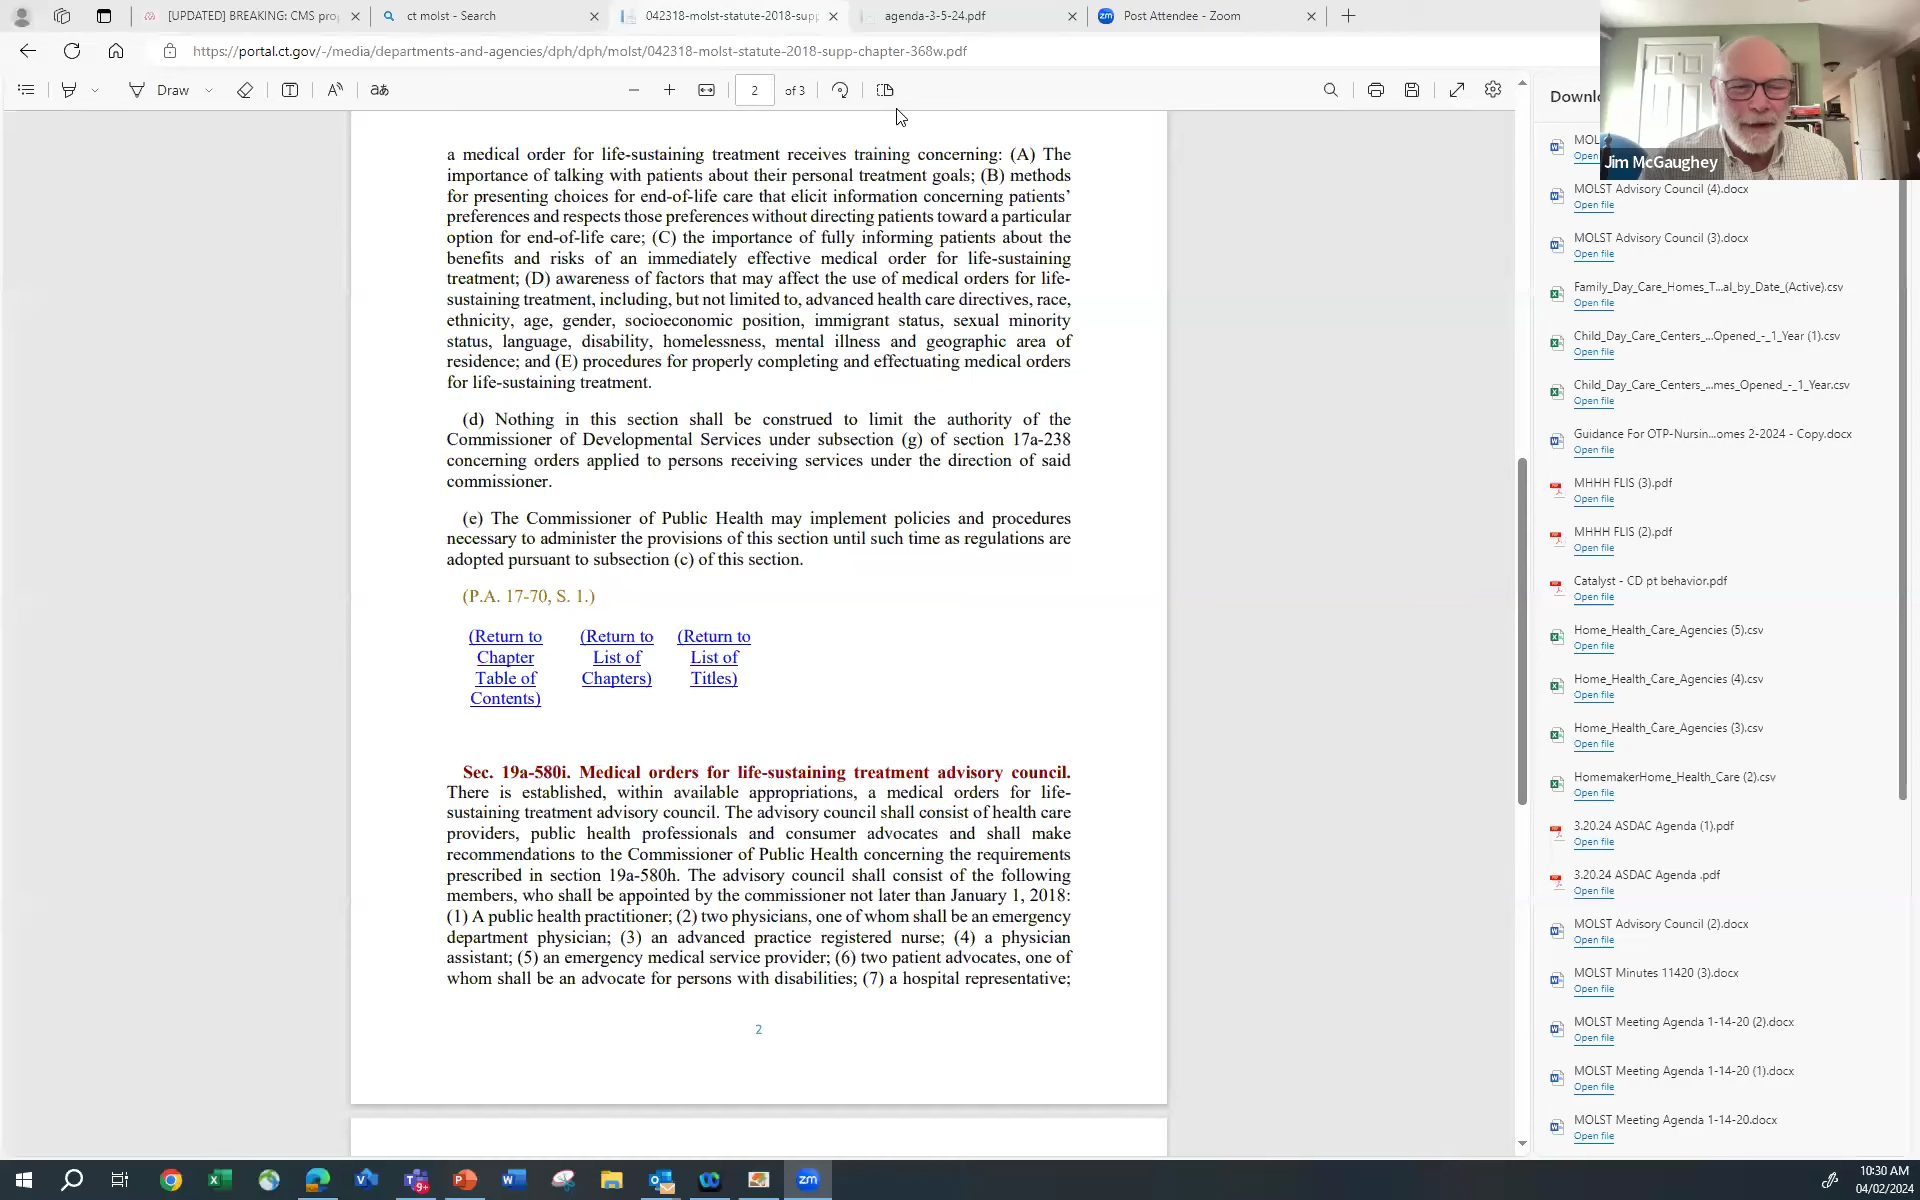 [UPDATED] BREAKING: CMS pro
ct molst - Search
042318-molst-statute-2018-supp
agenda-3-5-24.pdf
Post Attendee - Zoom
https://portal.ct.gov/-/media/departments-and-agencies/dph/dph/molst/042318-molst-statute-2018-supp-chapter-368w.pdf
Draw
2 of 3
a medical order for life-sustaining treatment receives training concerning: (A) The
importance of talking with patients about their personal treatment goals; (B) methods
for presenting choices for end-of-life care that elicit information concerning patients'
preferences and respects those preferences without directing patients toward a particular
option for end-of-life care; (C) the importance of fully informing patients about the
benefits and risks of an immediately effective medical order for life-sustaining
treatment; (D) awareness of factors that may affect the use of medical orders for life-
sustaining treatment, including, but not limited to, advanced health care directives, race,
ethnicity, age, gender, socioeconomic position, immigrant status, sexual minority
status, language, disability, homelessness, mental illness and geographic area of
residence; and (E) procedures for properly completing and effectuating medical orders
for life-sustaining treatment.
(d) Nothing in this section shall be construed to limit the authority of the
Commissioner of Developmental Services under subsection (g) of section 17a-238
concerning orders applied to persons receiving services under the direction of said
commissioner.
(e) The Commissioner of Public Health may implement policies and procedures
necessary to administer the provisions of this section until such time as regulations are
adopted pursuant to subsection (c) of this section.
(P.A. 17-70, S. 1.)
(Return to
Chapter
Table of
Contents)
(Return to
List of
Chapters)
(Return to
List of
Titles)
Sec. 19a-580i. Medical orders for life-sustaining treatment advisory council.
There is established, within available appropriations, a medical orders for life-
sustaining treatment advisory council. The advisory council shall consist of health care
providers, public health professionals and consumer advocates and shall make
recommendations to the Commissioner of Public Health concerning the requirements
prescribed in section 19a-580h. The advisory council shall consist of the following
members, who shall be appointed by the commissioner not later than January 1, 2018:
(1) A public health practitioner; (2) two physicians, one of whom shall be an emergency
department physician; (3) an advanced practice registered nurse; (4) a physician
assistant; (5) an emergency medical service provider; (6) two patient advocates, one of
whom shall be an advocate for persons with disabilities; (7) a hospital representative;
2
Downlo
Jim McGaughey
MOL
Open
MOLST Advisory Council (4).docx
Open file
MOLST Advisory Council (3).docx
Open file
Family_Day_Care_Homes_T...al_by_Date_(Active).csv
Open file
Child_Day_Care_Centers_...Opened_-_1_Year (1).csv
Open file
Child_Day_Care_Centers_...mes_Opened_-_1_Year.csv
Open file
Guidance For OTP-Nursin...omes 2-2024 - Copy.docx
Open file
MHHH FLIS (3).pdf
Open file
MHHH FLIS (2).pdf
Open file
Catalyst - CD pt behavior.pdf
Open file
Home_Health_Care_Agencies (5).csv
Open file
Home_Health_Care_Agencies (4).csv
Open file
Home_Health_Care_Agencies (3).csv
Open file
HomemakerHome_Health_Care (2).csv
Open file
3.20.24 ASDAC Agenda (1).pdf
Open file
3.20.24 ASDAC Agenda .pdf
Open file
MOLST Advisory Council (2).docx
Open file
MOLST Minutes 11420 (3).docx
Open file
MOLST Meeting Agenda 1-14-20 (2).docx
Open file
MOLST Meeting Agenda 1-14-20 (1).docx
Open file
MOLST Meeting Agenda 1-14-20.docx
Open file
10:30 AM
04/02/2024